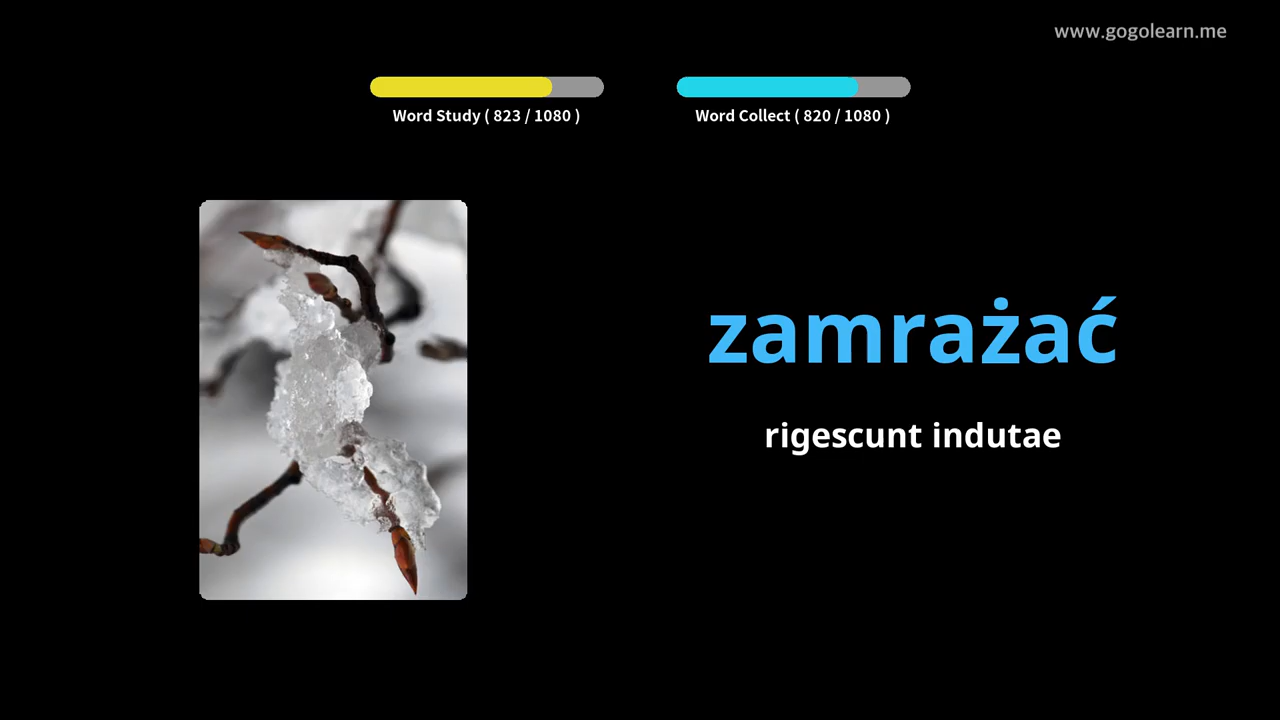 www.gogolearn.me
Word Study ( 823 / 1080 )
Word Collect ( 820 / 1080 )
zamrażać
rigescunt indutae